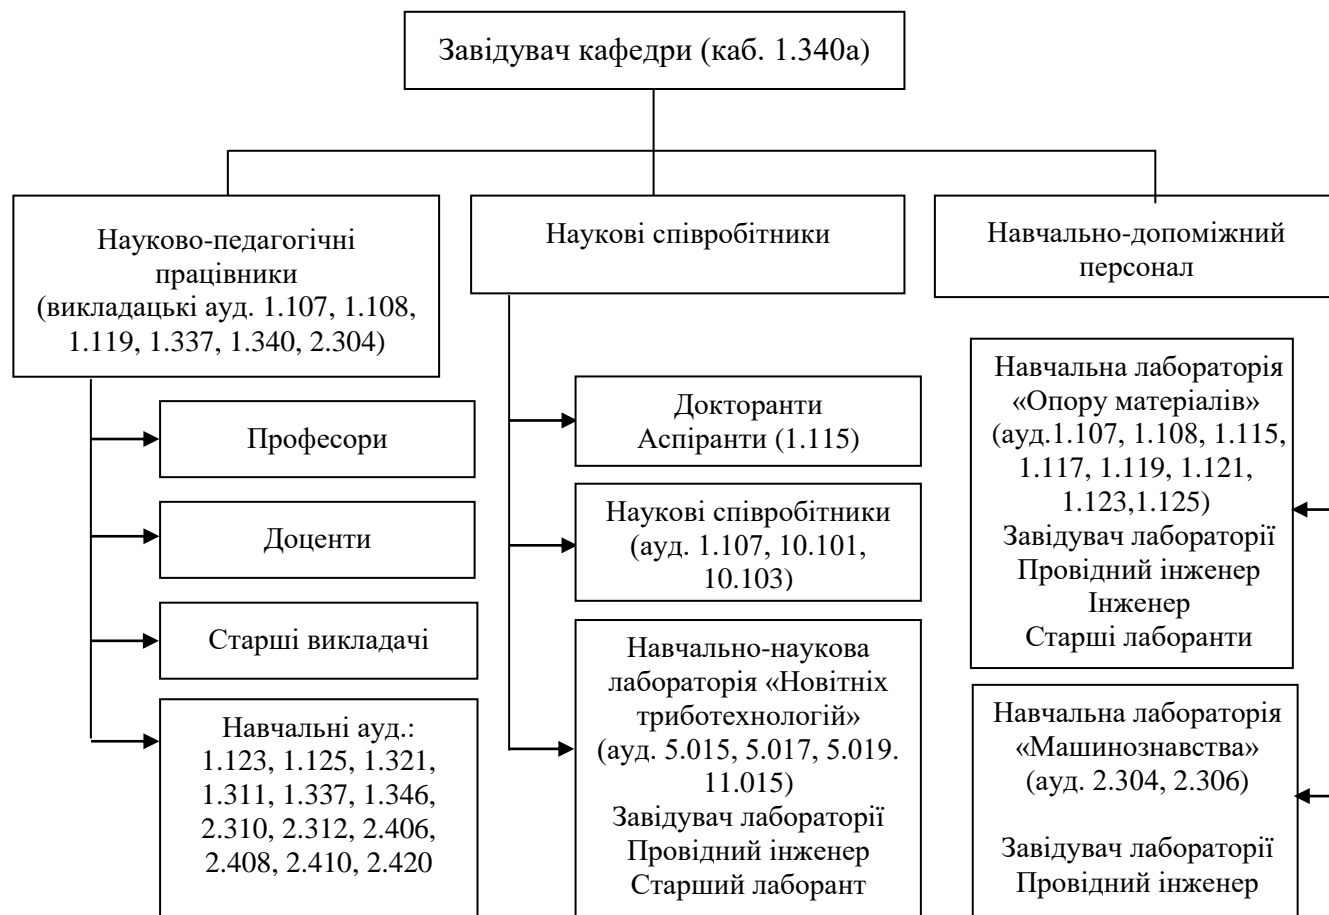 Завідувач кафедри (каб. 1.340а)
Науково-педагогічні
працівники
(викладацькі ауд. 1.107, 1.108,
1.119, 1.337, 1.340, 2.304)
Професори
Доценти
Старші викладачі
Навчальні ауд.:
1.123, 1.125, 1.321,
1.311, 1.337, 1.346,
2.310, 2.312, 2.406,
2.408, 2.410, 2.420
Наукові співробітники
Докторанти
Аспіранти (1.115)
Наукові співробітники
(ауд. 1.107, 10.101,
10.103)
Навчально-наукова
лабораторія «Новітніх
триботехнологій»
(ауд. 5.015, 5.017, 5.019.
11.015)
Завідувач лабораторії
Провідний інженер
Старший лаборант
Навчально-допоміжний
персонал
Навчальна лабораторія
«Опору матеріалів»
(ауд.1.107, 1.108, 1.115,
1.117, 1.119, 1.121,
1.123,1.125)
Завідувач лабораторії
Провідний інженер
Інженер
Старші лаборанти
Навчальна лабораторія
«Машинознавства»
(ауд. 2.304, 2.306)
Завідувач лабораторії
Провідний інженер